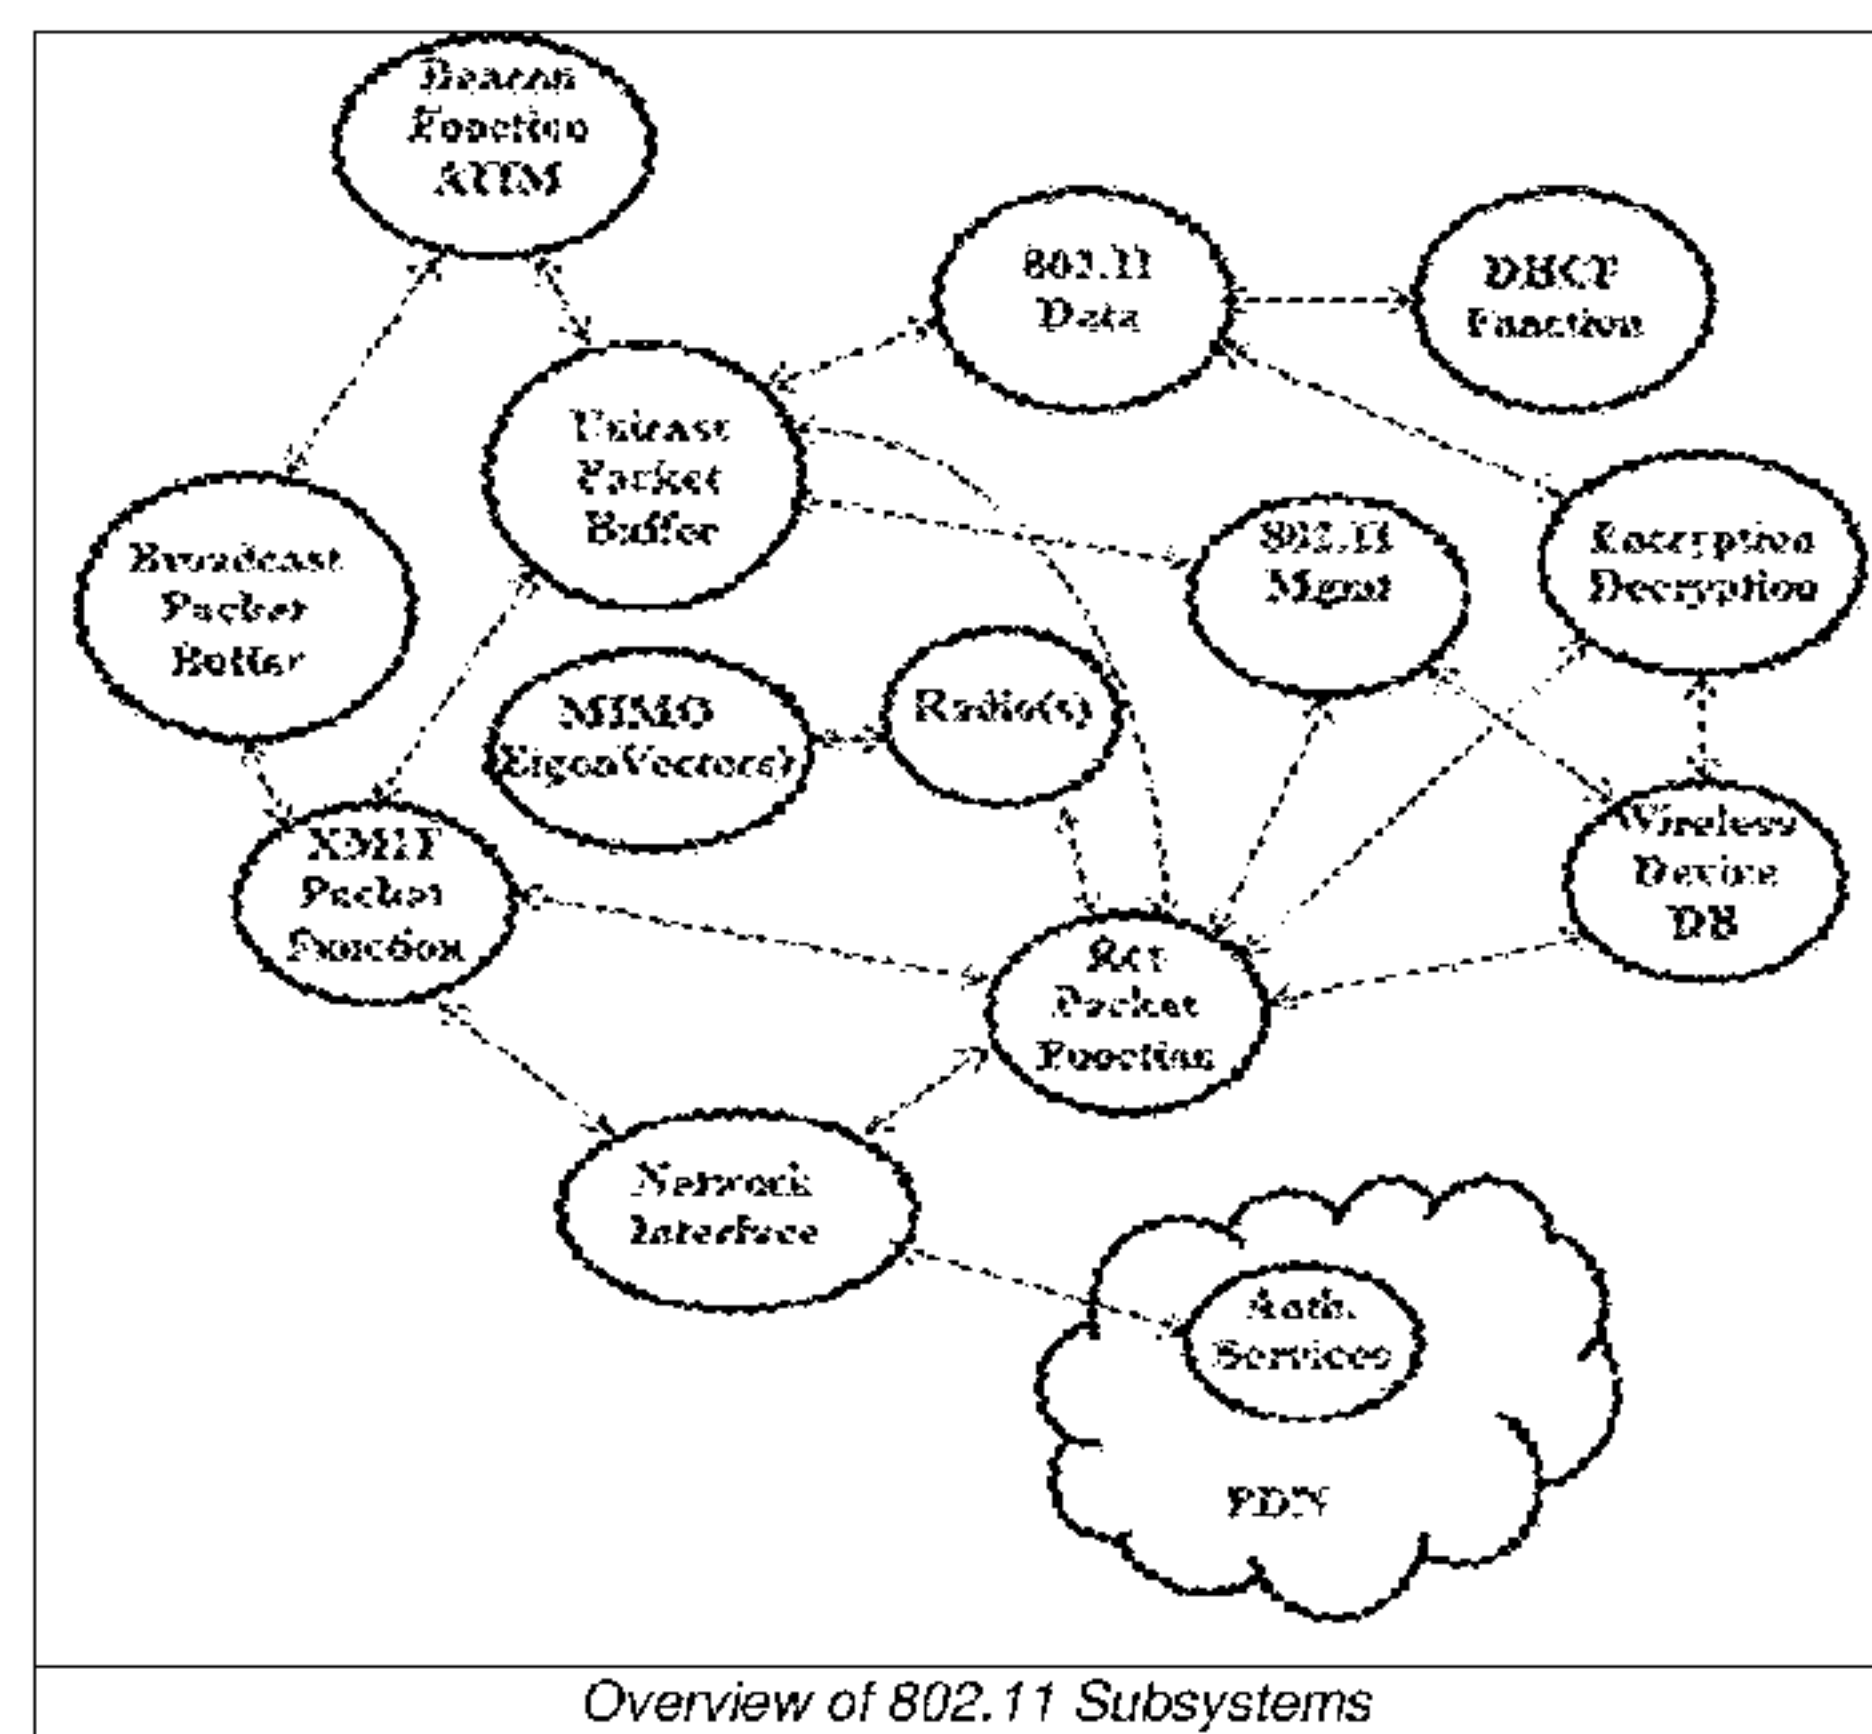 Beacon
Function
802.11
Data
DHCP
Function
Unicast
Packet
Buffer
Broadcast
Packet
Buffer
802.11
Mgmt
Encryption
Decryption
MIMO
EigenVector(s)
Radio(s)
XMIT
Packet
Function
Wireless
Device
DB
Rcv
Packet
Function
Network
Interface
Auth.
Services
PDN
Overview of 802.11 Subsystems